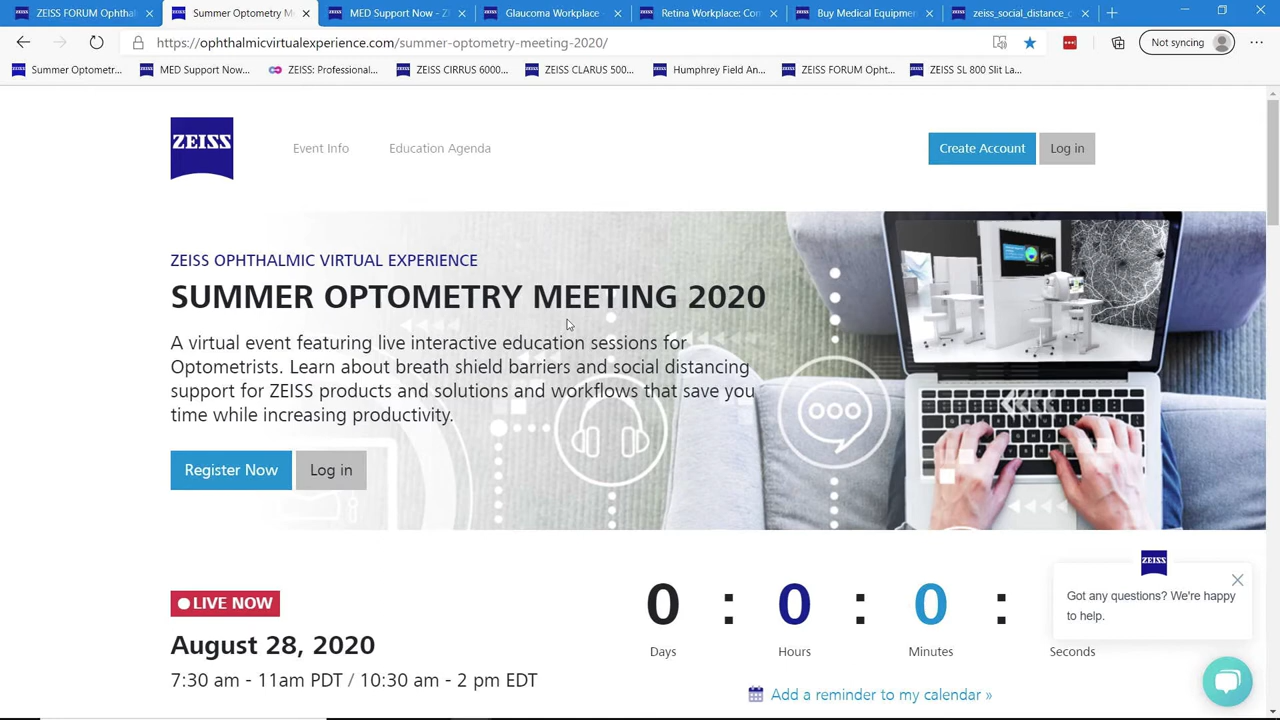 ZEISS FORUM Ophthal
Summer Optometry M
MED Support Now - Z
Glaucoma Workplace
Retina Workplace: Com
Buy Medical Equipmer
zeiss_social_distance_c
https://ophthalmicvirtualexperience.com/summer-optometry-meeting-2020/
Not syncing
Summer Optometr...
MED Support Now...
ZEISS: Professional...
ZEISS CIRRUS 6000...
ZEISS CLARUS 500...
Humphrey Field An...
ZEISS FORUM Opht...
ZEISS SL 800 Slit La...
ZEISS
Event Info
Education Agenda
Create Account
Log in
ZEISS OPHTHALMIC VIRTUAL EXPERIENCE
SUMMER OPTOMETRY MEETING 2020
A virtual event featuring live interactive education sessions for
Optometrists. Learn about breath shield barriers and social distancing
support for ZEISS products and solutions and workflows that save you
time while increasing productivity.
Register Now
Log in
LIVE NOW
August 28, 2020
7:30 am - 11am PDT / 10:30 am - 2 pm EDT
0 : 0 : 0 :
Days Hours Minutes Seconds
Add a reminder to my calendar »
ZEISS
Got any questions? We're happy
to help.